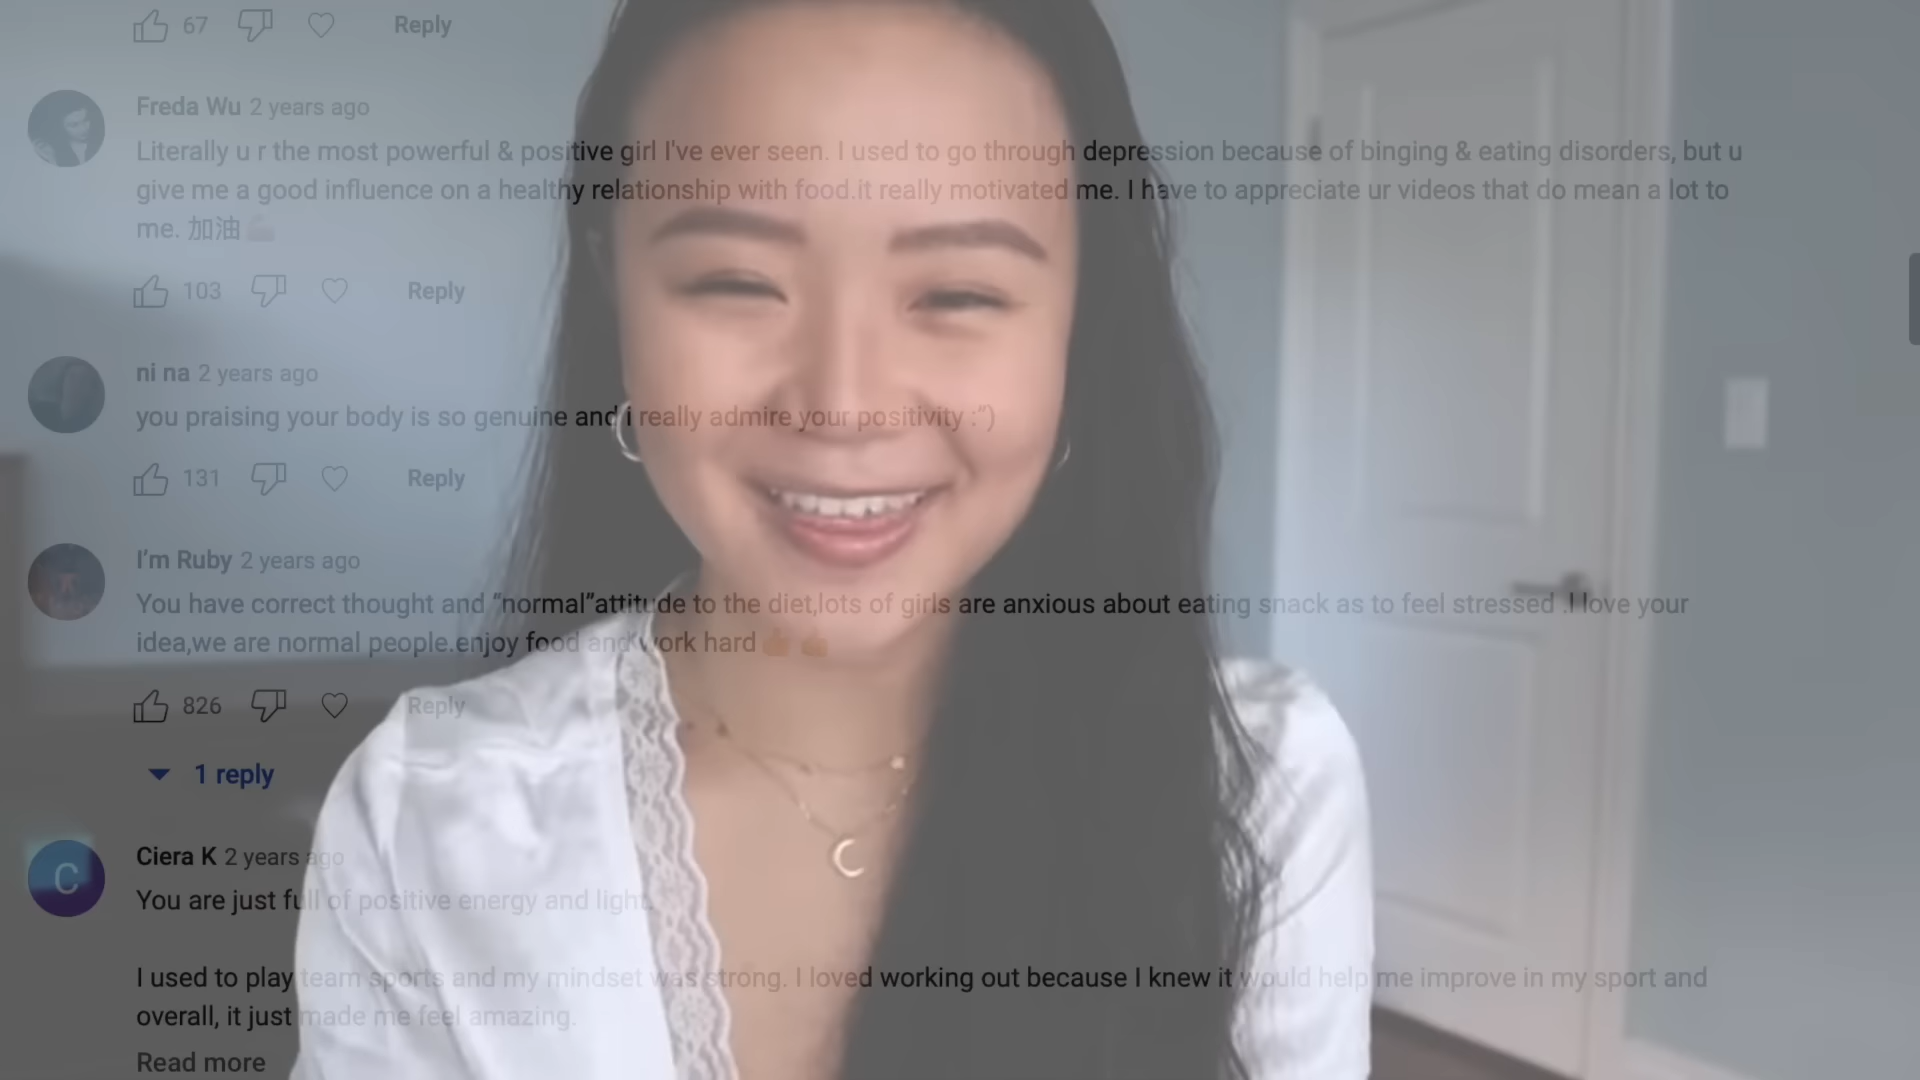 67 Reply
Freda Wu 2 years ago
Literally u r the most powerful & positive girl I've ever seen. I used to go through depression because of binging & eating disorders, but u
give me a good influence on a healthy relationship with food.it really motivated me. I have to appreciate ur videos that do mean a lot to
me. 加油💪🏻
103 Reply
ni na 2 years ago
you praising your body is so genuine and i really admire your positivity :")
131 Reply
I’m Ruby 2 years ago
You have correct thought and “normal”attitude to the diet,lots of girls are anxious about eating snack as to feel stressed .I love your
idea,we are normal people.enjoy food and work hard 👍🏼 👍🏼
826 Reply
1 reply
C
Ciera K 2 years ago
You are just full of positive energy and light.
I used to play team sports and my mindset was strong. I loved working out because I knew it would help me improve in my sport and
overall, it just made me feel amazing.
Read more